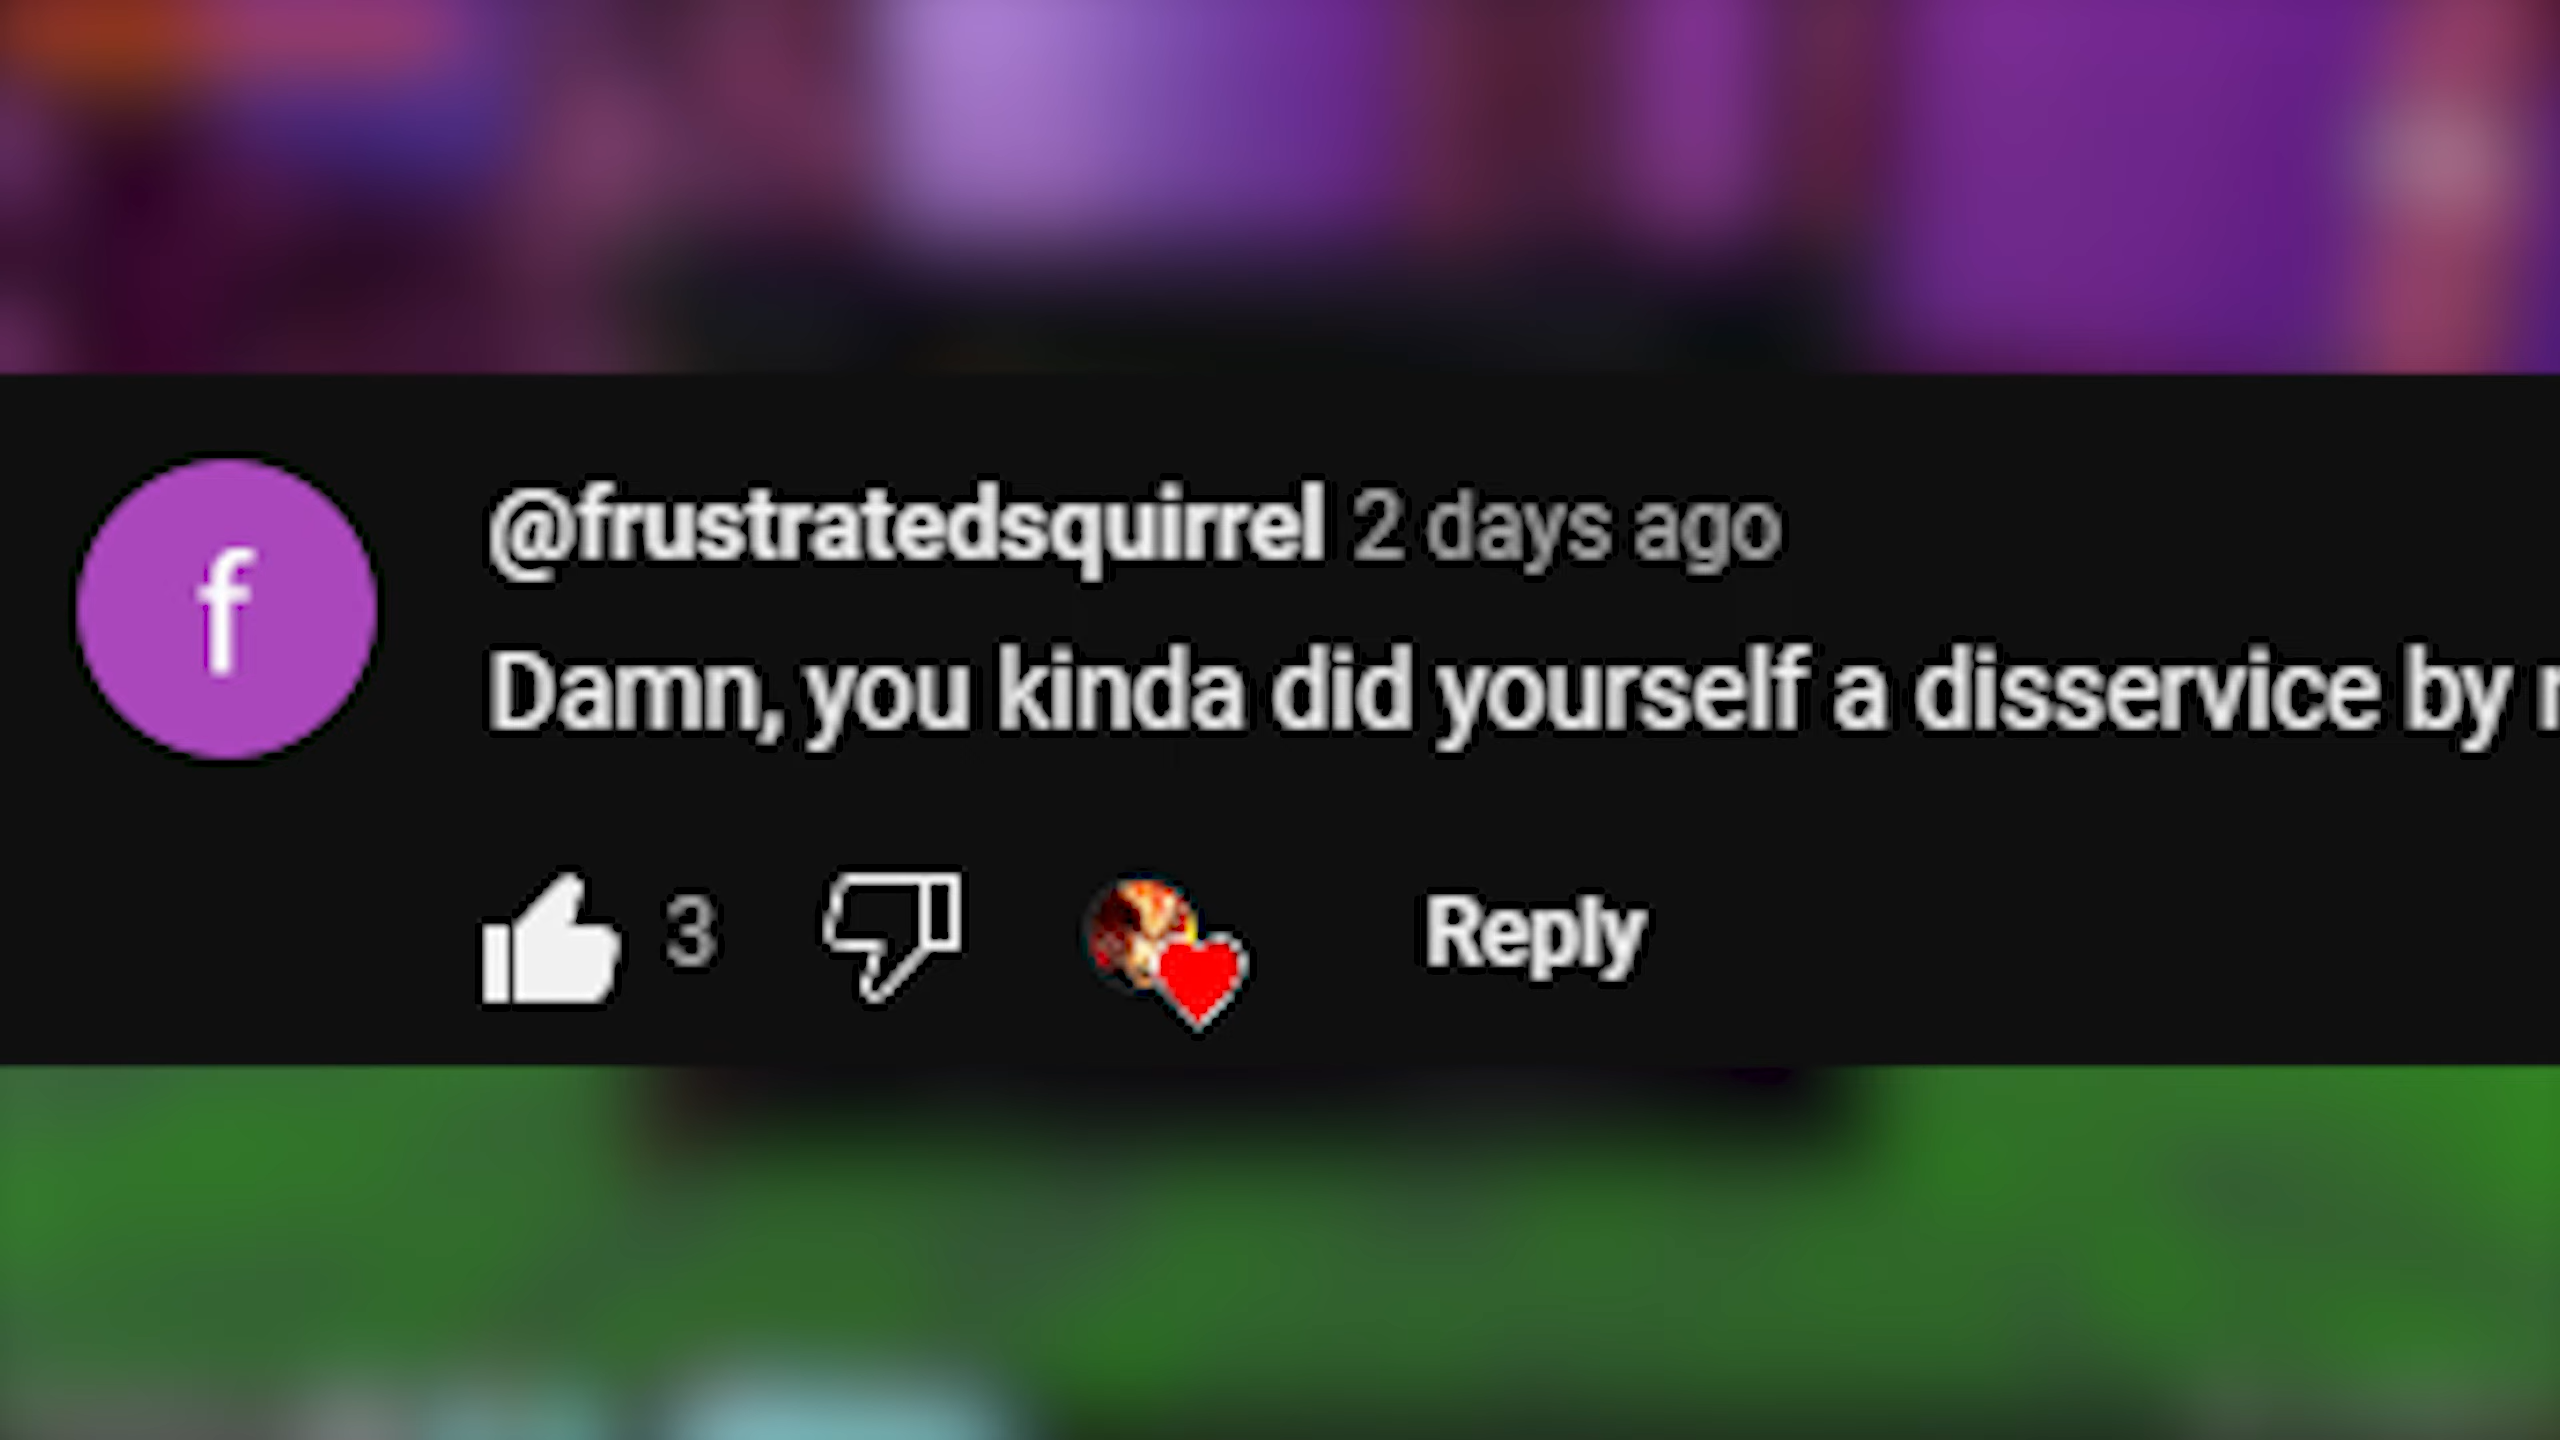 f
@frustratedsquirrel 2 days ago
Damn, you kinda did yourself a disservice by
3
Reply